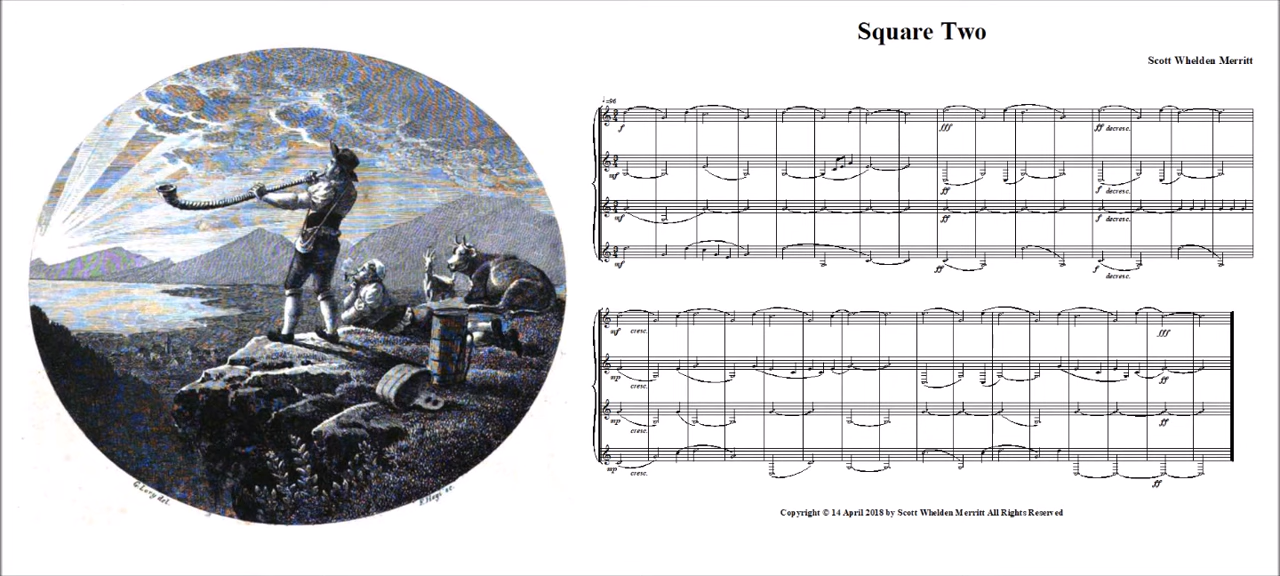 Square Two
Scott Whelden Merritt
♩=96
f
fff
ff decresc.
mf
ff
f decresc.
mf
ff
f decresc.
mf
ff
f decresc.
mf cresc.
fff
mp cresc.
ff
mp cresc.
ff
mp cresc.
ff
Copyright © 14 April 2018 by Scott Whelden Merritt All Rights Reserved